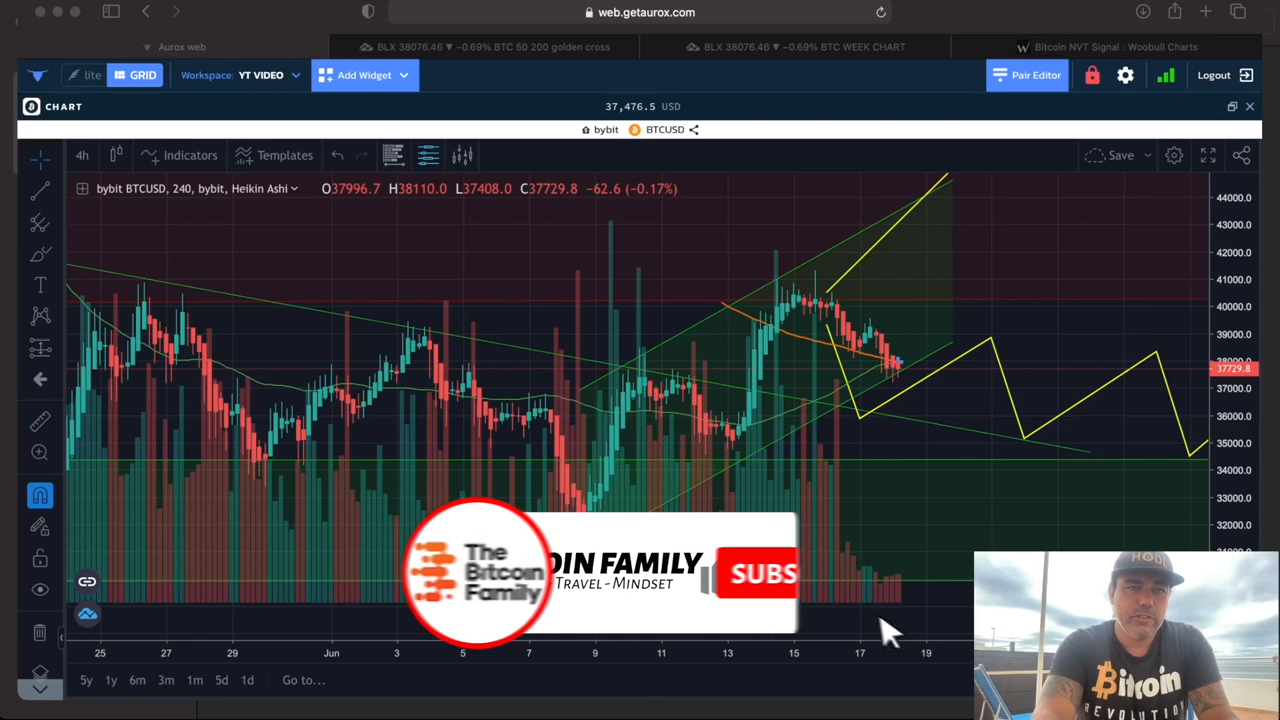 web.getaurox.com
Aurox web
BLX 38076.46 ▼ −0.69% BTC 50 200 golden cross
BLX 38076.46 ▼ −0.69% BTC WEEK CHART
Bitcoin NVT Signal : Woobull Charts
lite
GRID
Workspace: YT VIDEO
Add Widget
Pair Editor
Logout
CHART
37,476.5 USD
bybit BTCUSD
4h
Indicators
Templates
Save
bybit BTCUSD, 240, bybit, Heikin Ashi
O37996.7 H38110.0 L37408.0 C37729.8 −62.6 (−0.17%)
44000.0
43000.0
42000.0
41000.0
40000.0
39000.0
38000.0
37729.8
37000.0
36000.0
35000.0
34000.0
33000.0
32000.0
The
Bitcoin
Family
OIN FAMILY
TRAVEL-MINDSET
SUBS
HODL
Bitcoin
REVOLUTION
25 27 29 Jun 3 5 7 9 11 13 15 17 19
5y 1y 6m 3m 1m 5d 1d Go to...